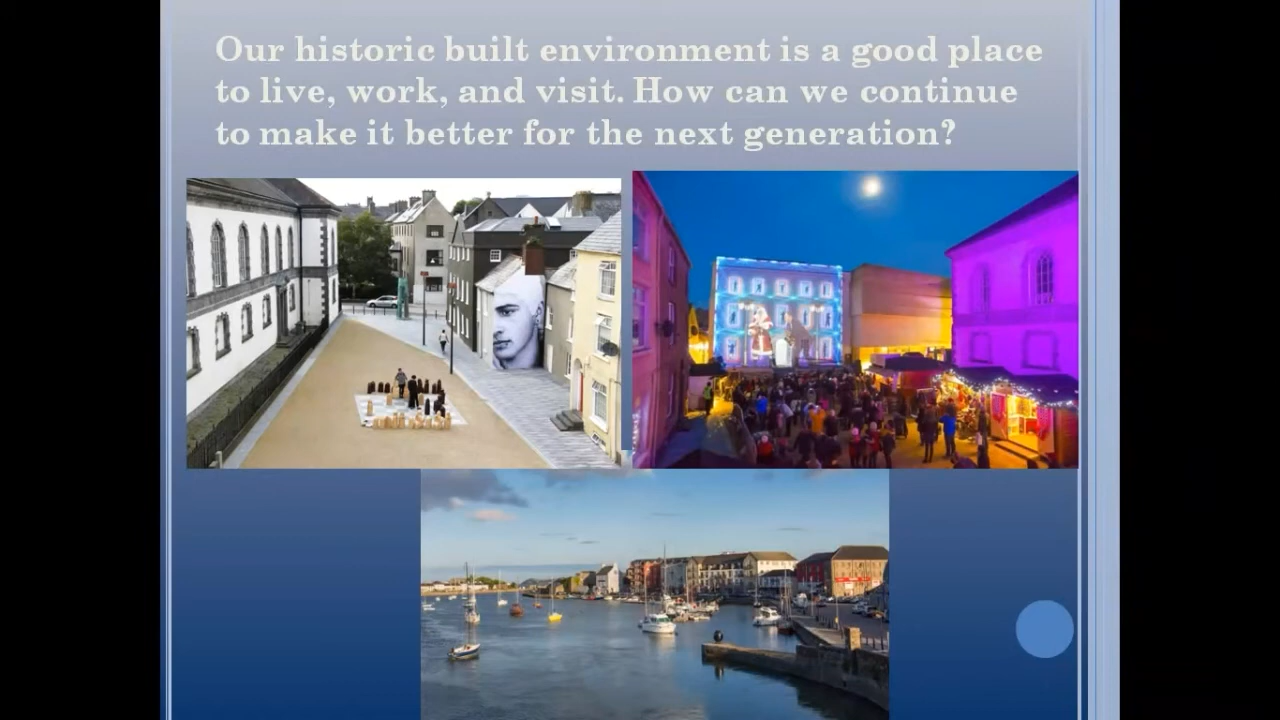 Our historic built environment is a good place
to live, work, and visit. How can we continue
to make it better for the next generation?